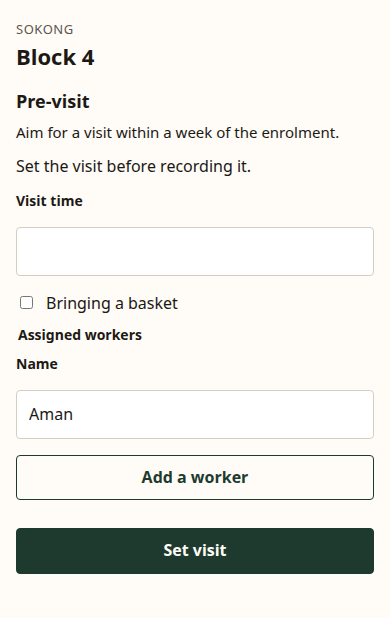 SOKONG
Block 4
Pre-visit
Aim for a visit within a week of the enrolment.
Set the visit before recording it.
Visit time
Bringing a basket
Assigned workers
Name
Aman
Add a worker
Set visit